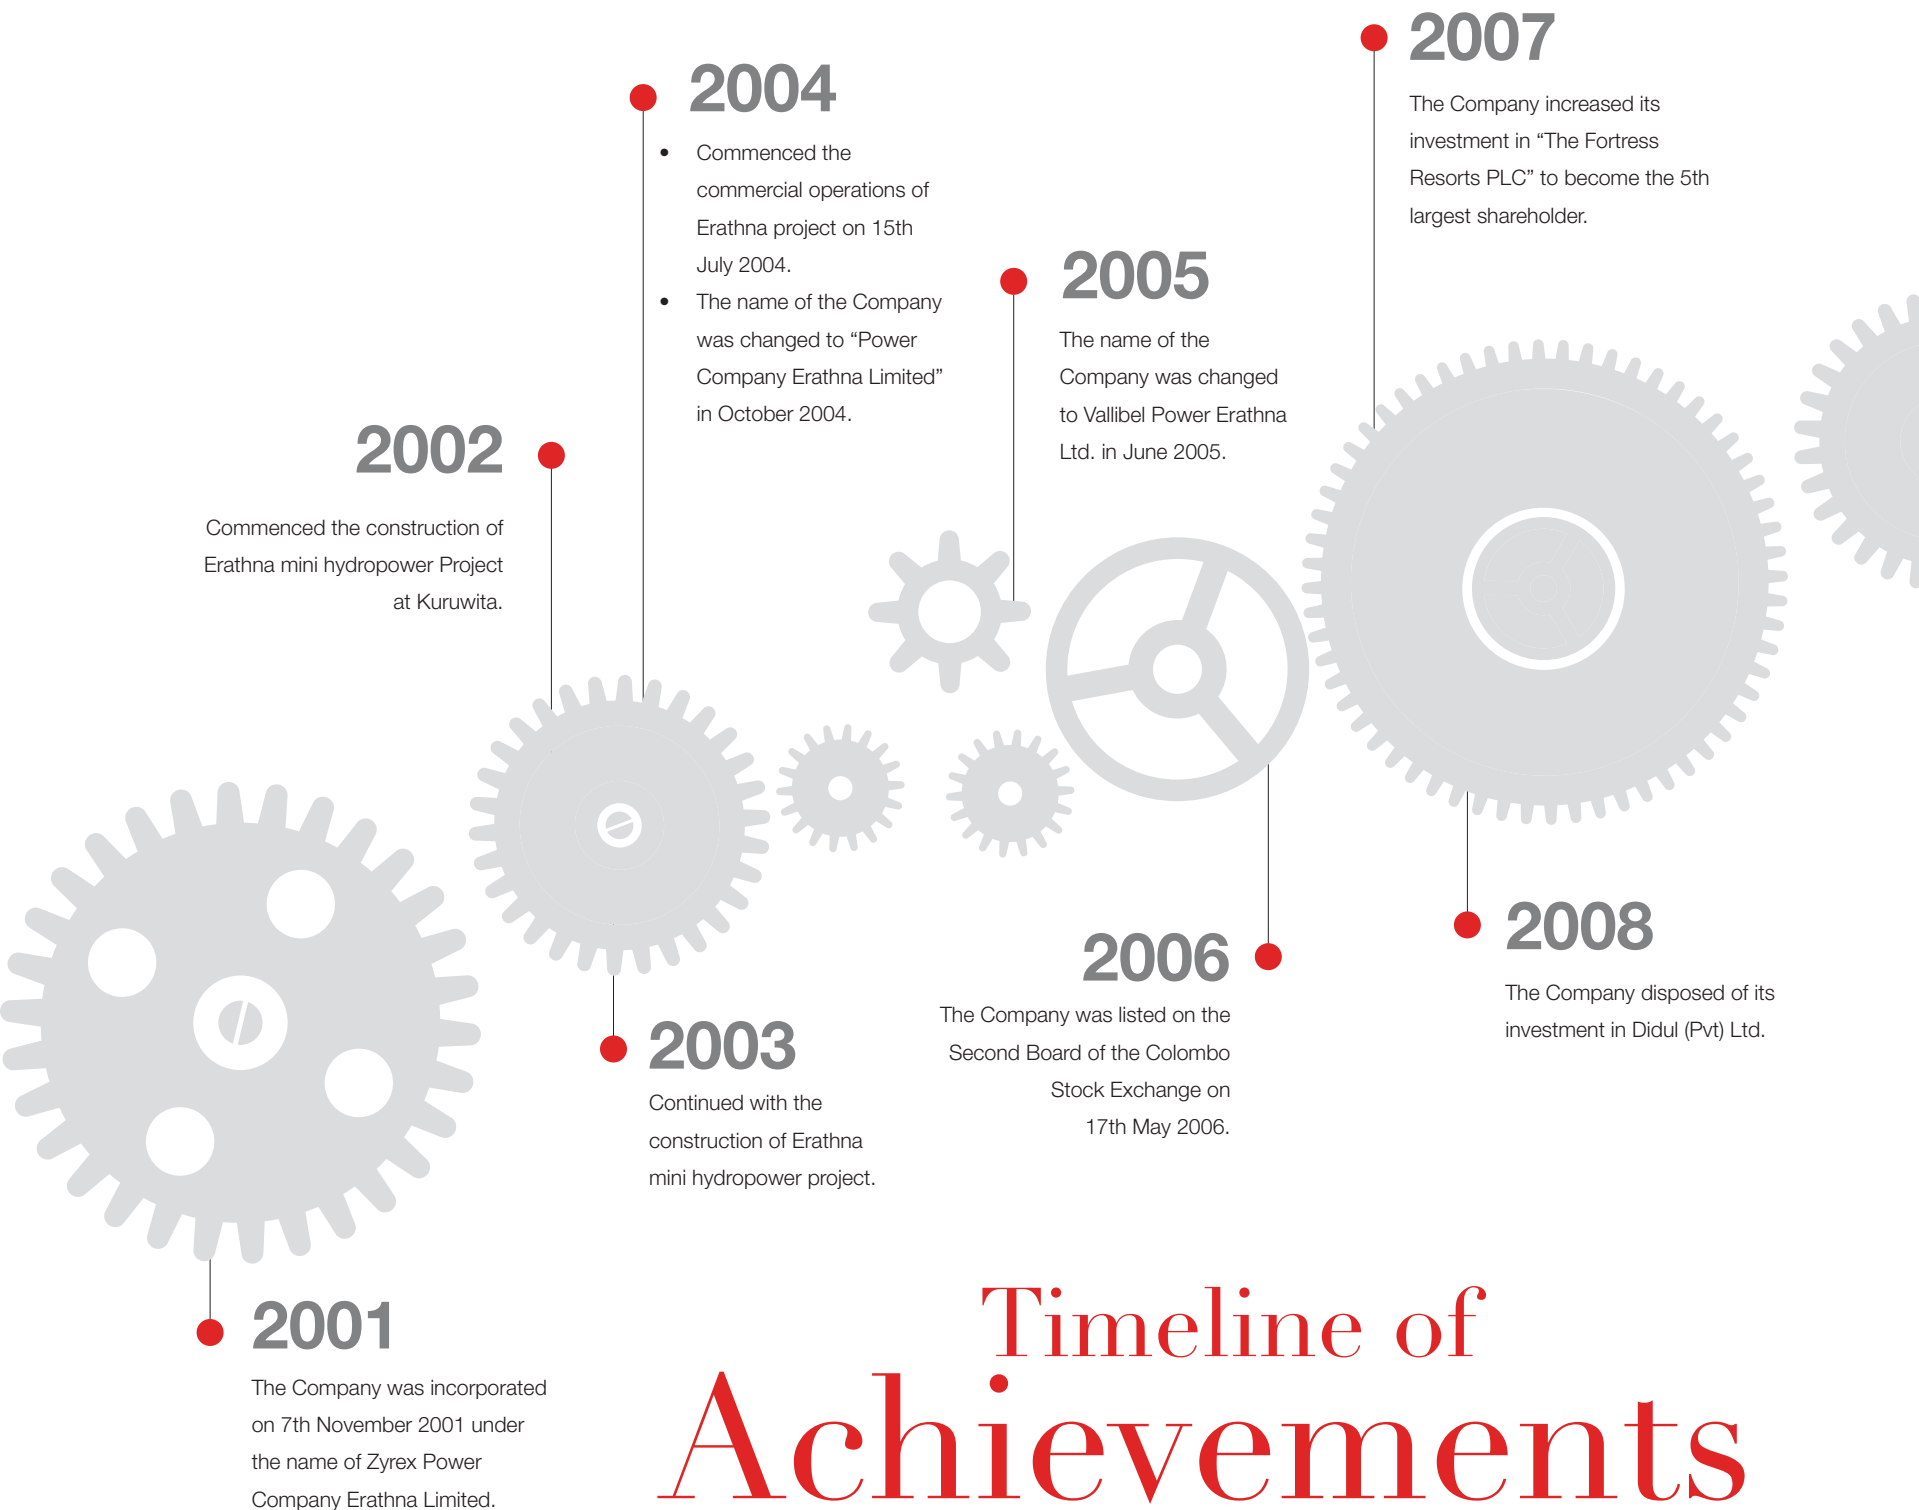 2007
The Company increased its
investment in “The Fortress
Resorts PLC” to become the 5th
largest shareholder.
2004
• Commenced the
commercial operations of
Erathna project on 15th
July 2004.
• The name of the Company
was changed to “Power
Company Erathna Limited”
in October 2004.
2005
The name of the
Company was changed
to Vallibel Power Erathna
Ltd. in June 2005.
2002
Commenced the construction of
Erathna mini hydropower Project
at Kuruwita.
2008
The Company disposed of its
investment in Didul (Pvt) Ltd.
2006
The Company was listed on the
Second Board of the Colombo
Stock Exchange on
17th May 2006.
2003
Continued with the
construction of Erathna
mini hydropower project.
2001
The Company was incorporated
on 7th November 2001 under
the name of Zyrex Power
Company Erathna Limited.
Timeline of
Achievements